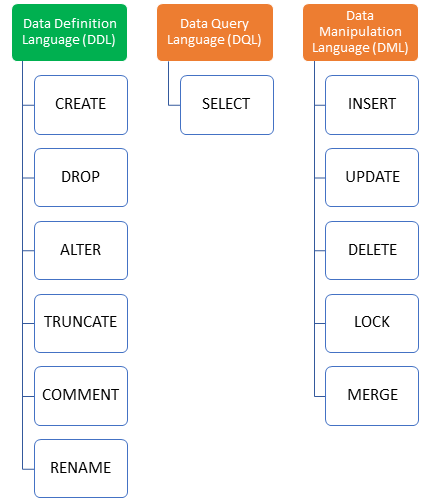 Data Definition
Language (DDL)
CREATE
DROP
ALTER
TRUNCATE
COMMENT
RENAME
Data Query
Language (DQL)
SELECT
Data
Manipulation
Language (DML)
INSERT
UPDATE
DELETE
LOCK
MERGE